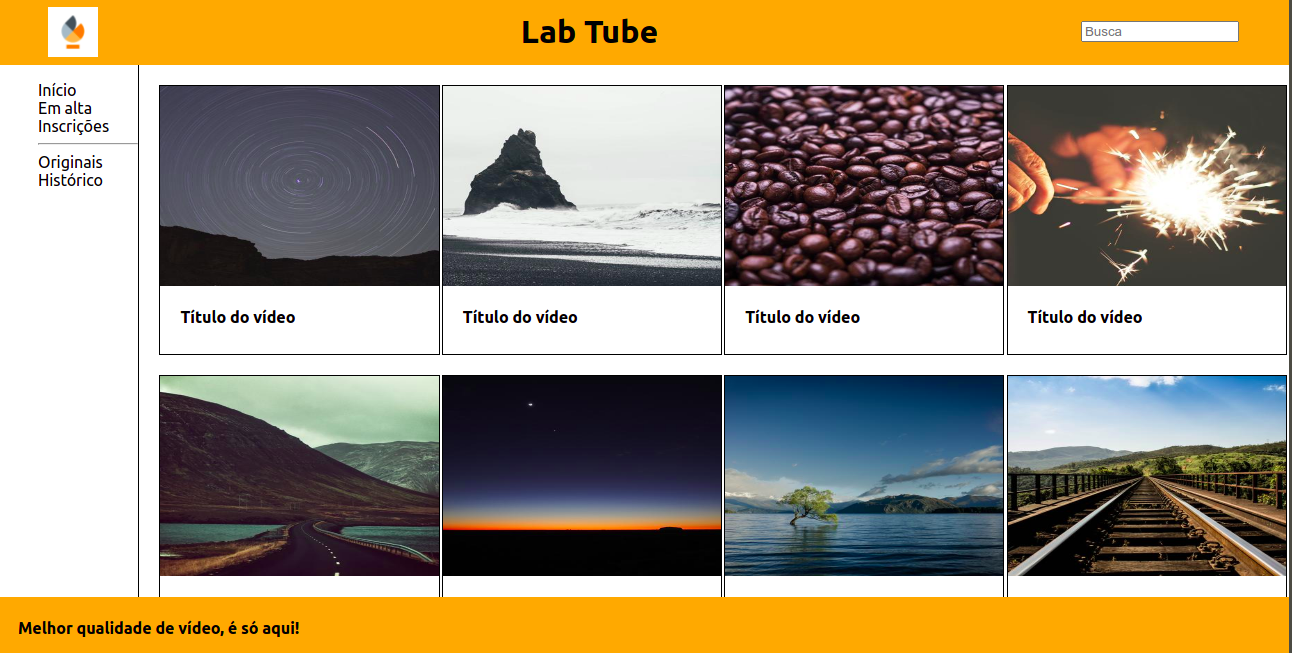 Lab Tube
Busca
Início
Em alta
Inscrições
Originais
Histórico
Título do vídeo
Título do vídeo
Título do vídeo
Título do vídeo
Melhor qualidade de vídeo, é só aqui!